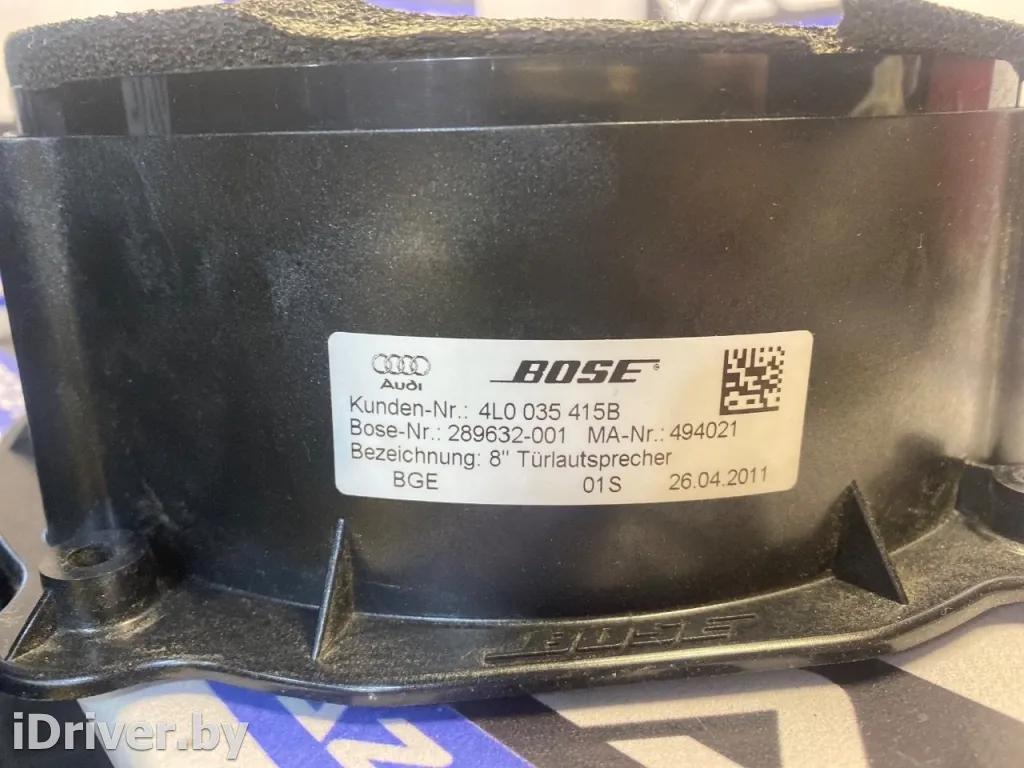 Audi BOSE ®
Kunden-Nr.: 4L0 035 415B
Bose-Nr.: 289632-001 MA-Nr.: 494021
Bezeichnung: 8" Türlautsprecher
BGE 01S 26.04.2011
BOSE
iDriver.by